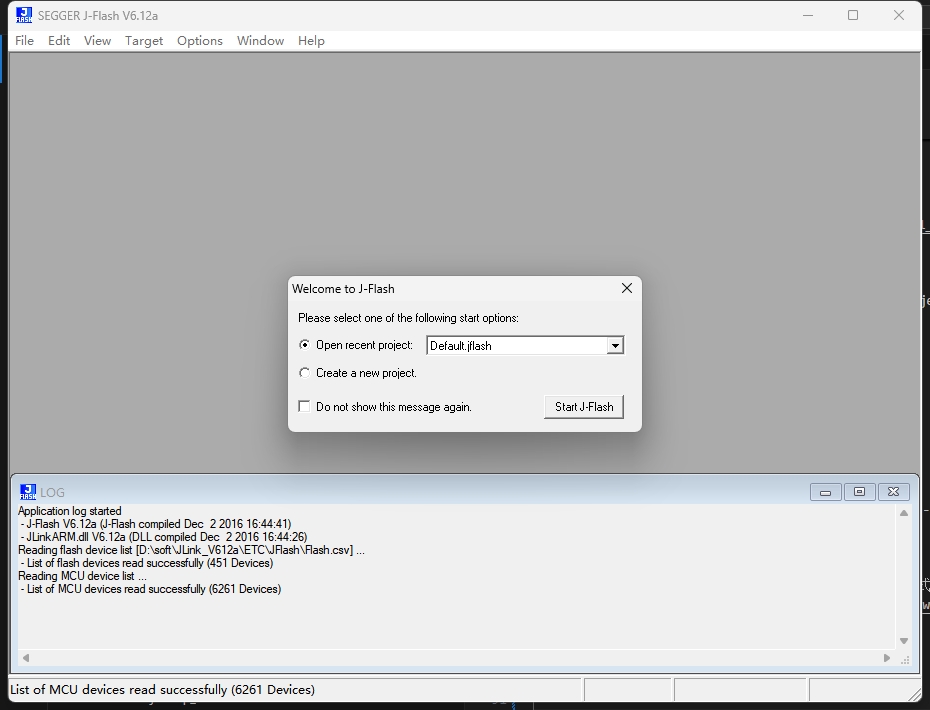 SEGGER J-Flash V6.12a
File Edit View Target Options Window Help
Welcome to J-Flash
Please select one of the following start options:
Open recent project: Default.jflash
Create a new project.
Do not show this message again. Start J-Flash
LOG
Application log started
- J-Flash V6.12a (J-Flash compiled Dec  2 2016 16:44:41)
- JLinkARM.dll V6.12a (DLL compiled Dec  2 2016 16:44:26)
Reading flash device list [D:\soft\JLink_V612a\ETC\JFlash\Flash.csv] ...
- List of flash devices read successfully (451 Devices)
Reading MCU device list ...
- List of MCU devices read successfully (6261 Devices)
List of MCU devices read successfully (6261 Devices)